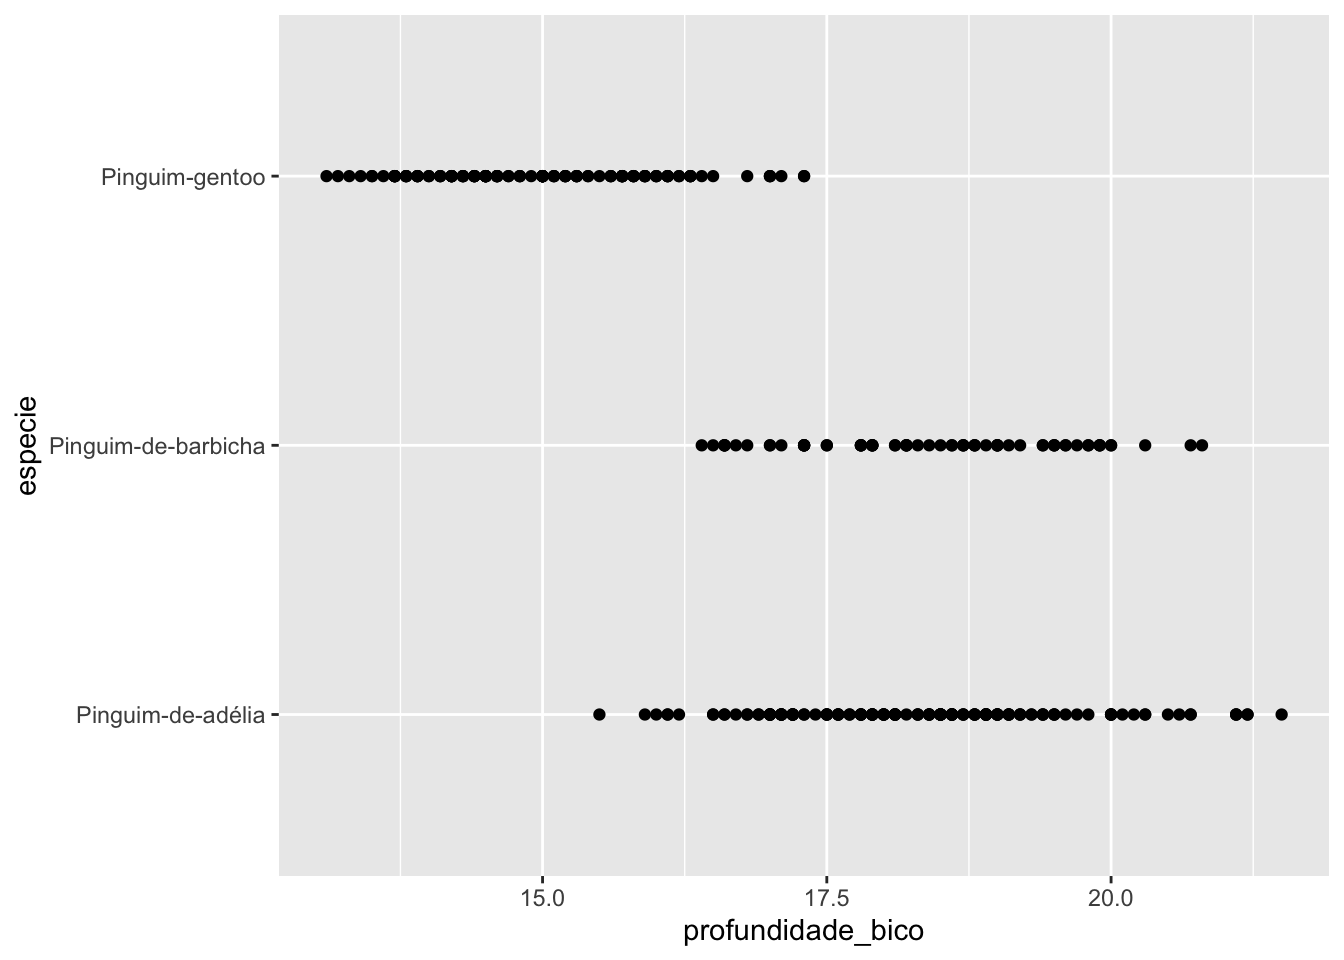 Pinguim-gentoo
Pinguim-de-barbicha
Pinguim-de-adélia
especie
15.0
17.5
20.0
profundidade_bico